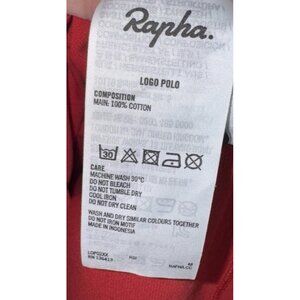 Rapha.
LOGO POLO
COMPOSITION
MAIN: 100% COTTON
30
CARE
MACHINE WASH 30°C
DO NOT BLEACH
DO NOT TUMBLE DRY
COOL IRON
DO NOT DRY CLEAN
WASH AND DRY SIMILAR COLOURS TOGETHER
DO NOT IRON MOTIF
MADE IN INDONESIA
RAPHA.CC